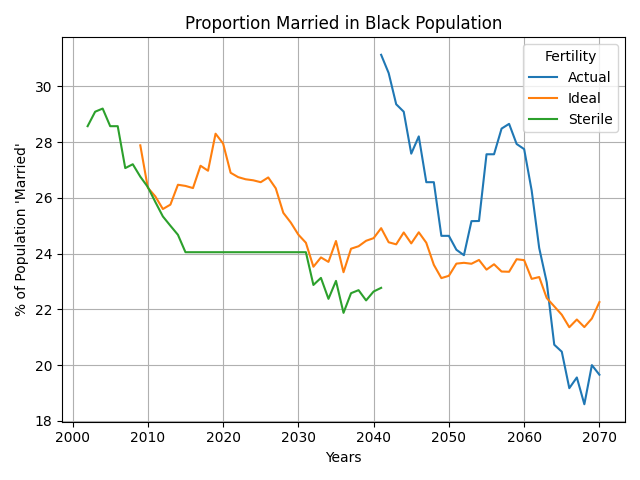 Proportion Married in Black Population
Fertility
Actual
Ideal
Sterile
% of Population 'Married'
30
28
26
24
22
20
18
2000
2010
2020
2030
2040
2050
2060
2070
Years